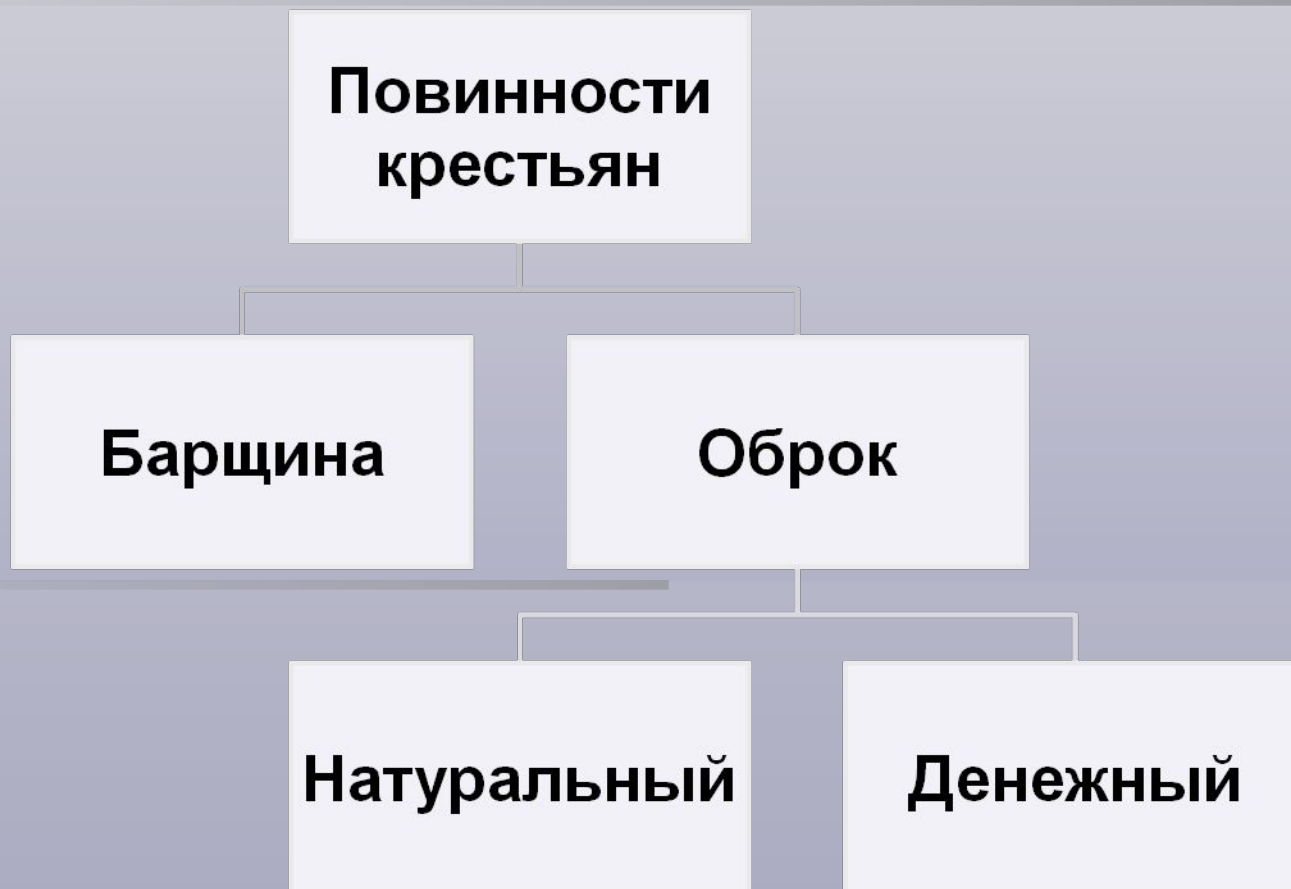 Повинности
крестьян
Барщина
Оброк
Натуральный
Денежный